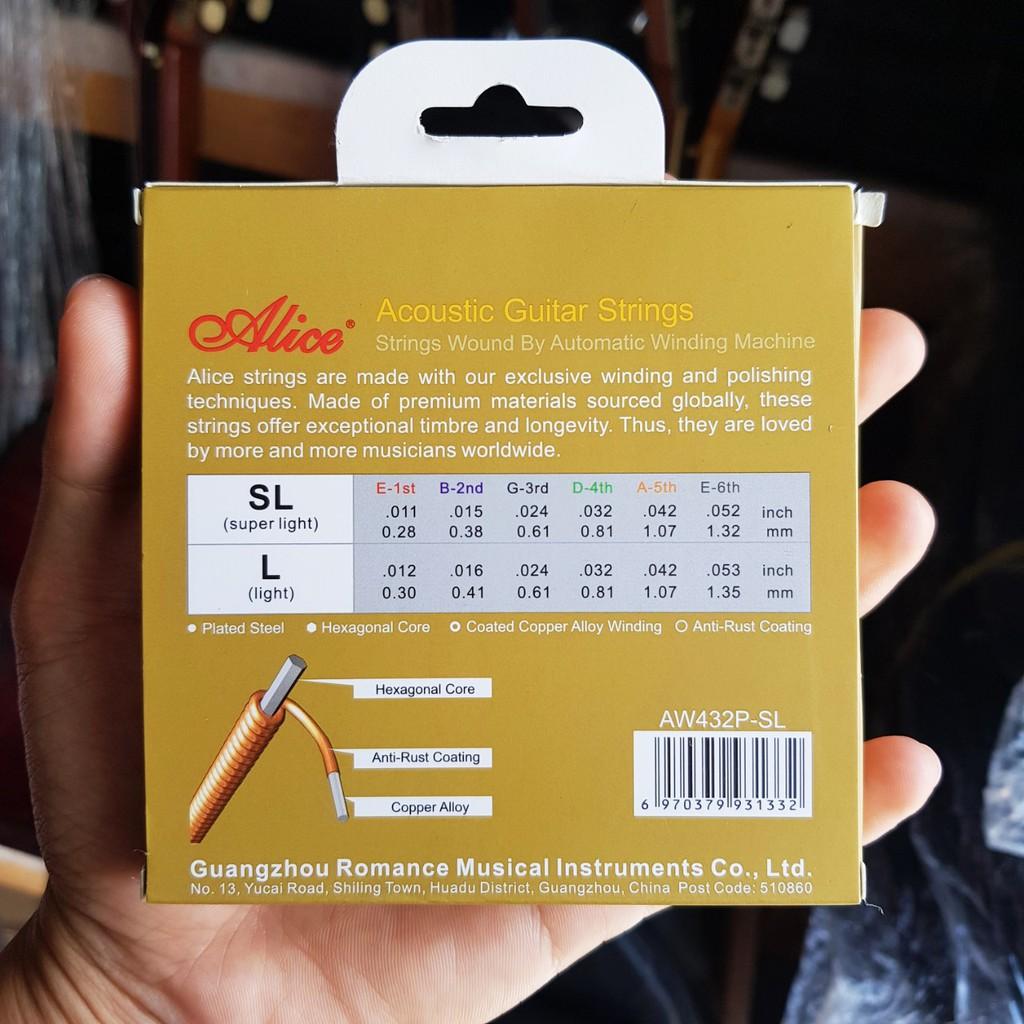 Alice®
Acoustic Guitar Strings
Strings Wound By Automatic Winding Machine
Alice strings are made with our exclusive winding and polishing
techniques. Made of premium materials sourced globally, these
strings offer exceptional timbre and longevity. Thus, they are loved
by more and more musicians worldwide.
E-1st B-2nd G-3rd D-4th A-5th E-6th
SL
(super light)
.011 .015 .024 .032 .042 .052 inch
0.28 0.38 0.61 0.81 1.07 1.32 mm
L
(light)
.012 .016 .024 .032 .042 .053 inch
0.30 0.41 0.61 0.81 1.07 1.35 mm
Plated Steel Hexagonal Core Coated Copper Alloy Winding Anti-Rust Coating
Hexagonal Core
Anti-Rust Coating
Copper Alloy
AW432P-SL
6 970379 931332
Guangzhou Romance Musical Instruments Co., Ltd.
No. 13, Yucai Road, Shiling Town, Huadu District, Guangzhou, China Post Code: 510860